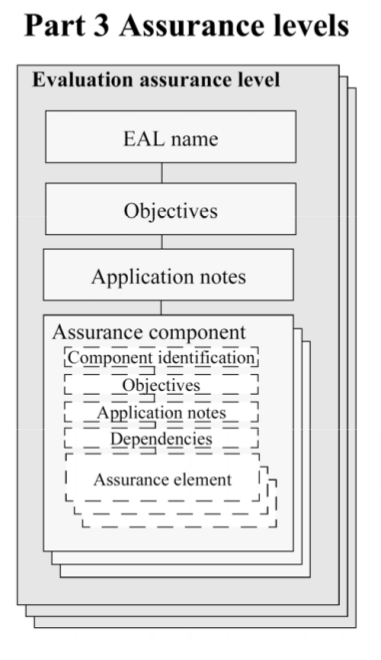 Part 3 Assurance levels
Evaluation assurance level
EAL name
Objectives
Application notes
Assurance component
Component identification
Objectives
Application notes
Dependencies
Assurance element